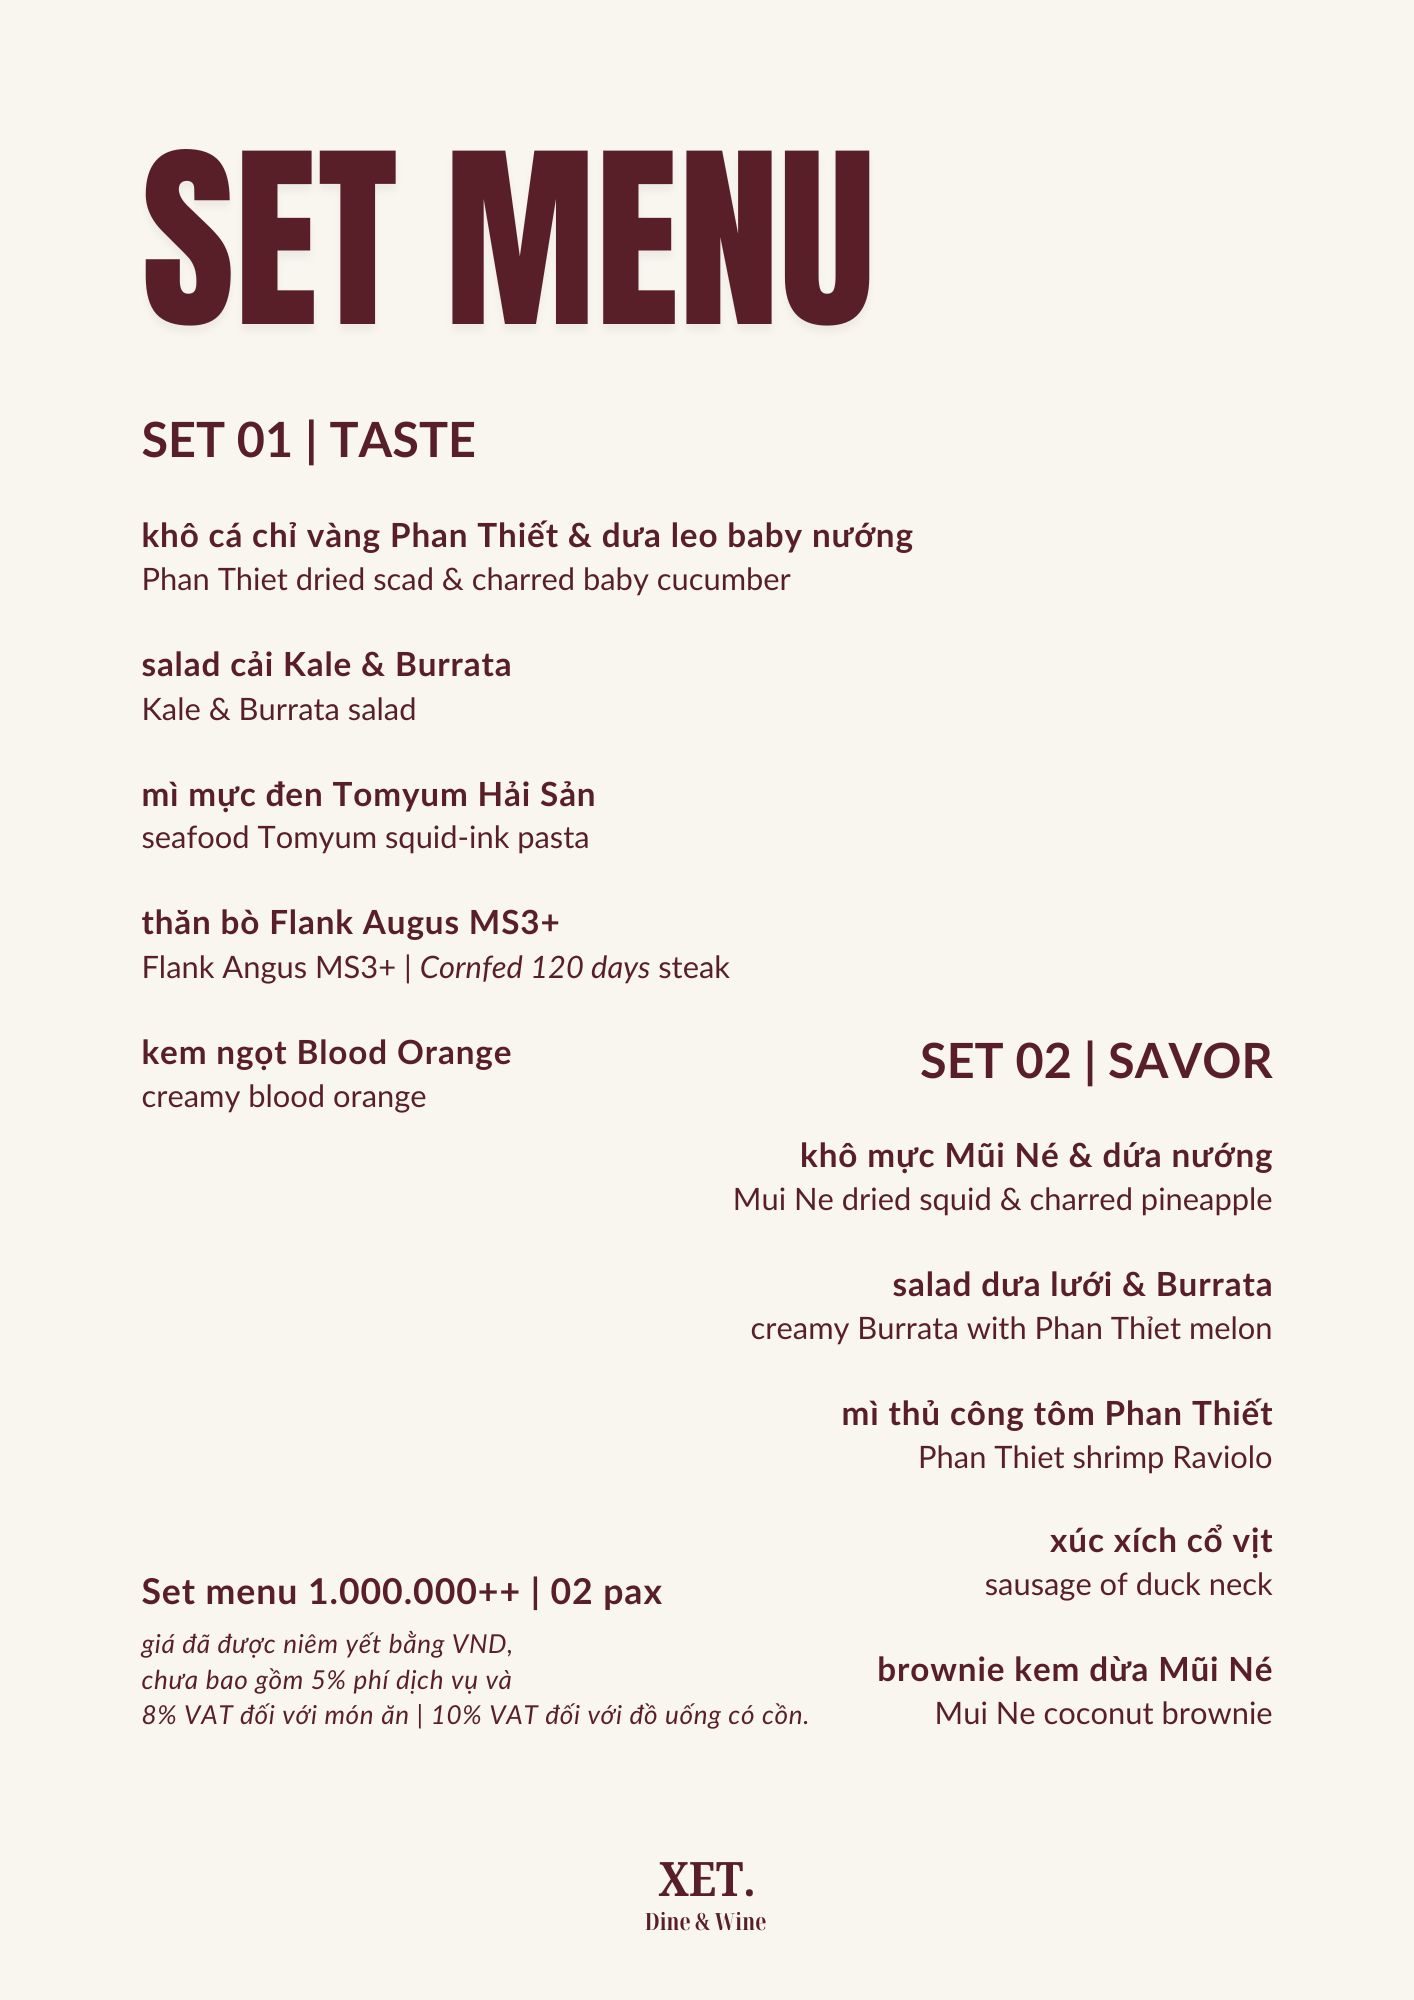 SET MENU
SET 01 | TASTE
khô cá chỉ vàng Phan Thiết & dưa leo baby nướng
Phan Thiet dried scad & charred baby cucumber
salad cải Kale & Burrata
Kale & Burrata salad
mì mực đen Tomyum Hải Sản
seafood Tomyum squid-ink pasta
thăn bò Flank Augus MS3+
Flank Angus MS3+ | Cornfed 120 days steak
kem ngọt Blood Orange
creamy blood orange
SET 02 | SAVOR
khô mực Mũi Né & dứa nướng
Mui Ne dried squid & charred pineapple
salad dưa lưới & Burrata
creamy Burrata with Phan Thỉet melon
mì thủ công tôm Phan Thiết
Phan Thiet shrimp Raviolo
xúc xích cổ vịt
sausage of duck neck
brownie kem dừa Mũi Né
Mui Ne coconut brownie
Set menu 1.000.000++ | 02 pax
giá đã được niêm yết bằng VND,
chưa bao gồm 5% phí dịch vụ và
8% VAT đối với món ăn | 10% VAT đối với đồ uống có cồn.
XET.
Dine & Wine